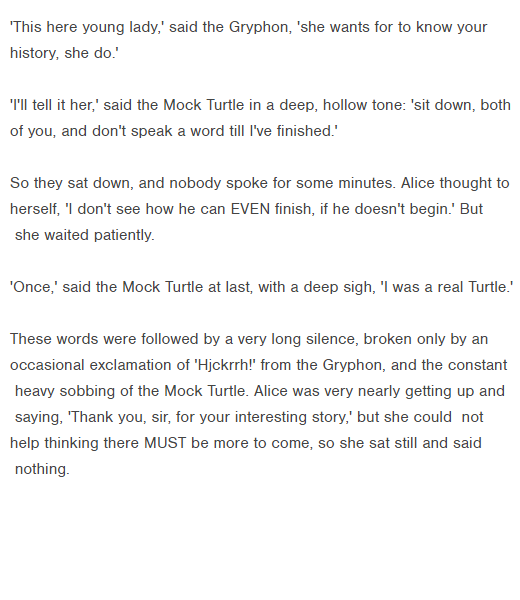 'This here young lady,' said the Gryphon, 'she wants for to know your
history, she do.'

'I'll tell it her,' said the Mock Turtle in a deep, hollow tone: 'sit down, both
of you, and don't speak a word till I've finished.'

So they sat down, and nobody spoke for some minutes. Alice thought to
herself, 'I don't see how he can EVEN finish, if he doesn't begin.' But
she waited patiently.

'Once,' said the Mock Turtle at last, with a deep sigh, 'I was a real Turtle.'

These words were followed by a very long silence, broken only by an
occasional exclamation of 'Hjckrrh!' from the Gryphon, and the constant
heavy sobbing of the Mock Turtle. Alice was very nearly getting up and
saying, 'Thank you, sir, for your interesting story,' but she could  not
help thinking there MUST be more to come, so she sat still and said
nothing.